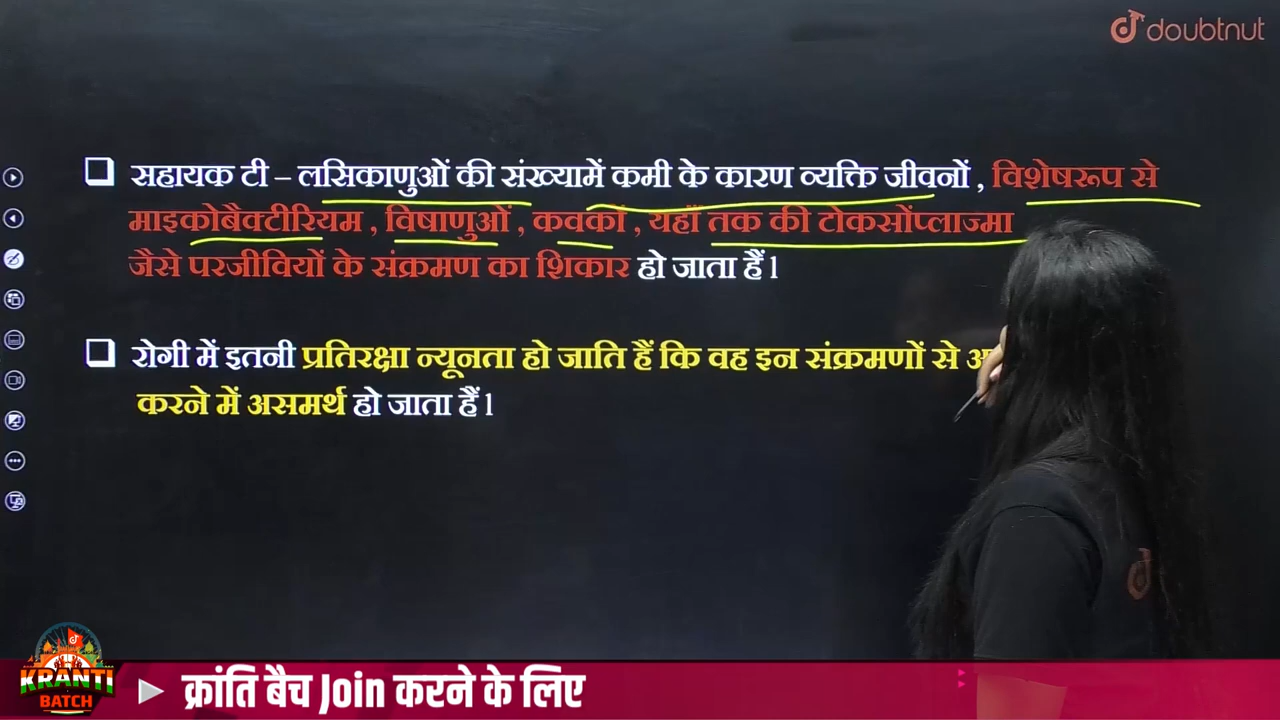 doubtnut
सहायक टी – लसिकाणुओं की संख्यामें कमी के कारण व्यक्ति जीवनों , विशेषरूप से
माइकोबैक्टीरियम , विषाणुओं , कवकों , यहाँ तक की टोकसोंप्लाज्मा
जैसे परजीवियों के संक्रमण का शिकार हो जाता हैं l
रोगी में इतनी प्रतिरक्षा न्यूनता हो जाति हैं कि वह इन संक्रमणों से
करने में असमर्थ हो जाता हैं l
KRANTI
BATCH
क्रांति बैच Join करने के लिए